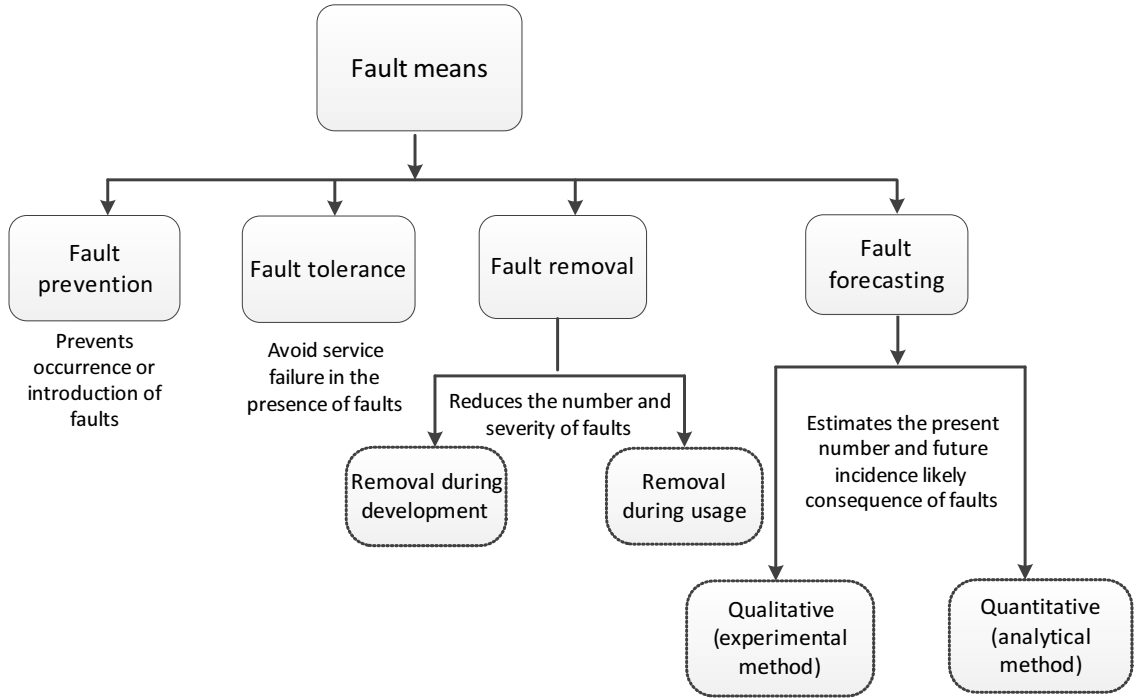 Fault means
Fault
prevention
Fault tolerance
Fault removal
Fault
forecasting
Prevents
occurrence or
introduction of
faults
Avoid service
failure in the
presence of faults
Reduces the number and
severity of faults
Estimates the present
number and future
incidence likely
consequence of faults
Removal during
development
Removal
during usage
Qualitative
(experimental
method)
Quantitative
(analytical
method)